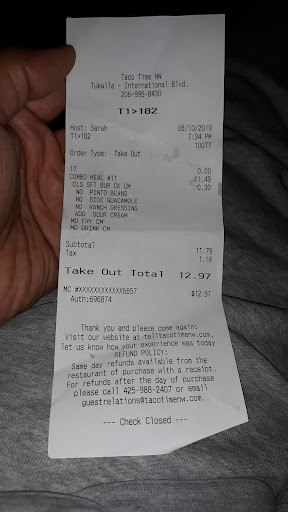 Taco Time NW
Tukwila - International Blvd.
206-995-8430
T1>182
Host: Sarah 08/10/2019
T1>182 7:34 PM
10077
Order Type: Take Out
17 0.00
COMBO MEAL #11 11.49
CLS SFT BUR CK CM 0.30
NO PINTO BEANS
NO SIDE GUACAMOLE
NO RANCH DRESSING
ADD SOUR CREAM
MD FRY CM
MD DRINK CM
Subtotal 11.79
Tax 1.18
Take Out Total 12.97
MC #XXXXXXXXXXXX6657 $12.97
Auth:696874
Thank you and please come again!
Visit our website at telltacotimenw.com,
let us know how your experience was today
REFUND POLICY:
Same day refunds available from the
restaurant of purchase with a receipt.
For refunds after the day of purchase
please call 425-988-2407 or email
guestrelations@tacotimenw.com.
--- Check Closed ---